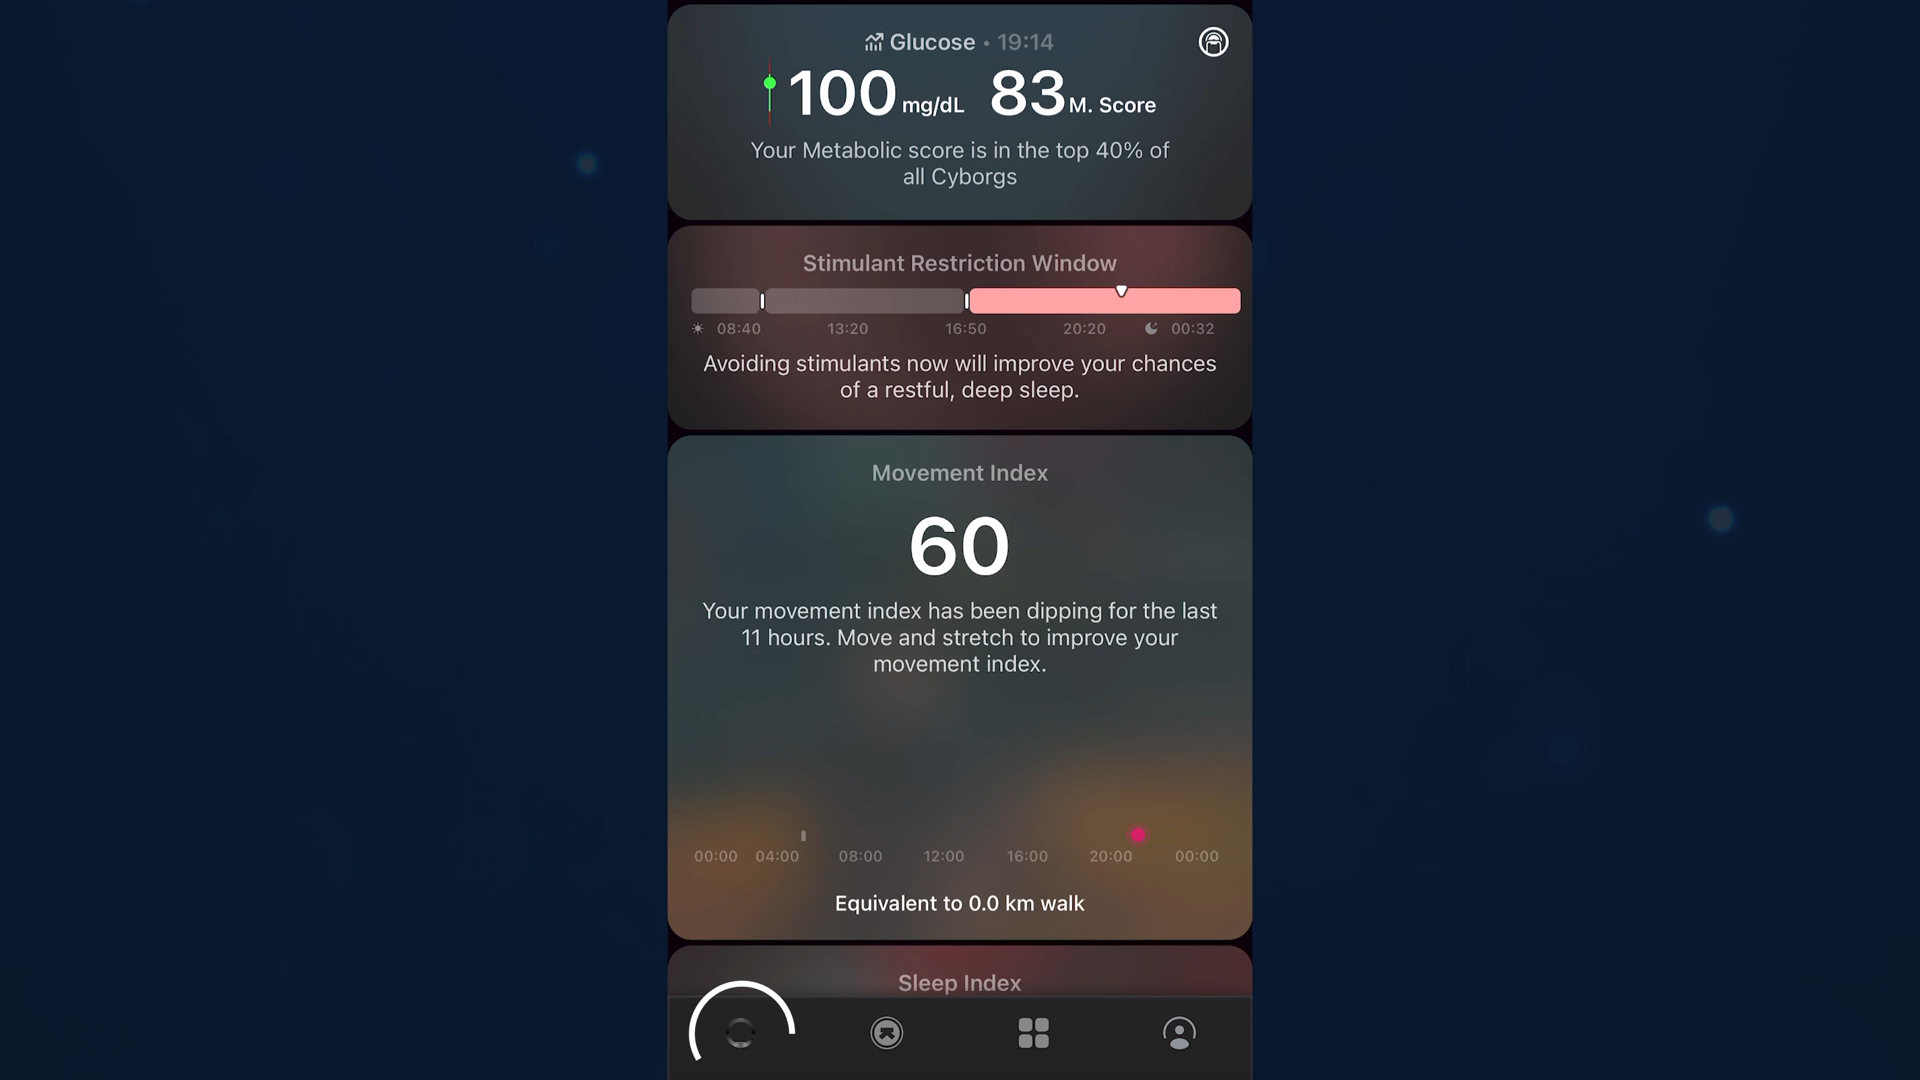 Glucose • 19:14
100 mg/dL 83 M. Score
Your Metabolic score is in the top 40% of
all Cyborgs
Stimulant Restriction Window
08:40 13:20 16:50 20:20 00:32
Avoiding stimulants now will improve your chances
of a restful, deep sleep.
Movement Index
60
Your movement index has been dipping for the last
11 hours. Move and stretch to improve your
movement index.
00:00 04:00 08:00 12:00 16:00 20:00 00:00
Equivalent to 0.0 km walk
Sleep Index